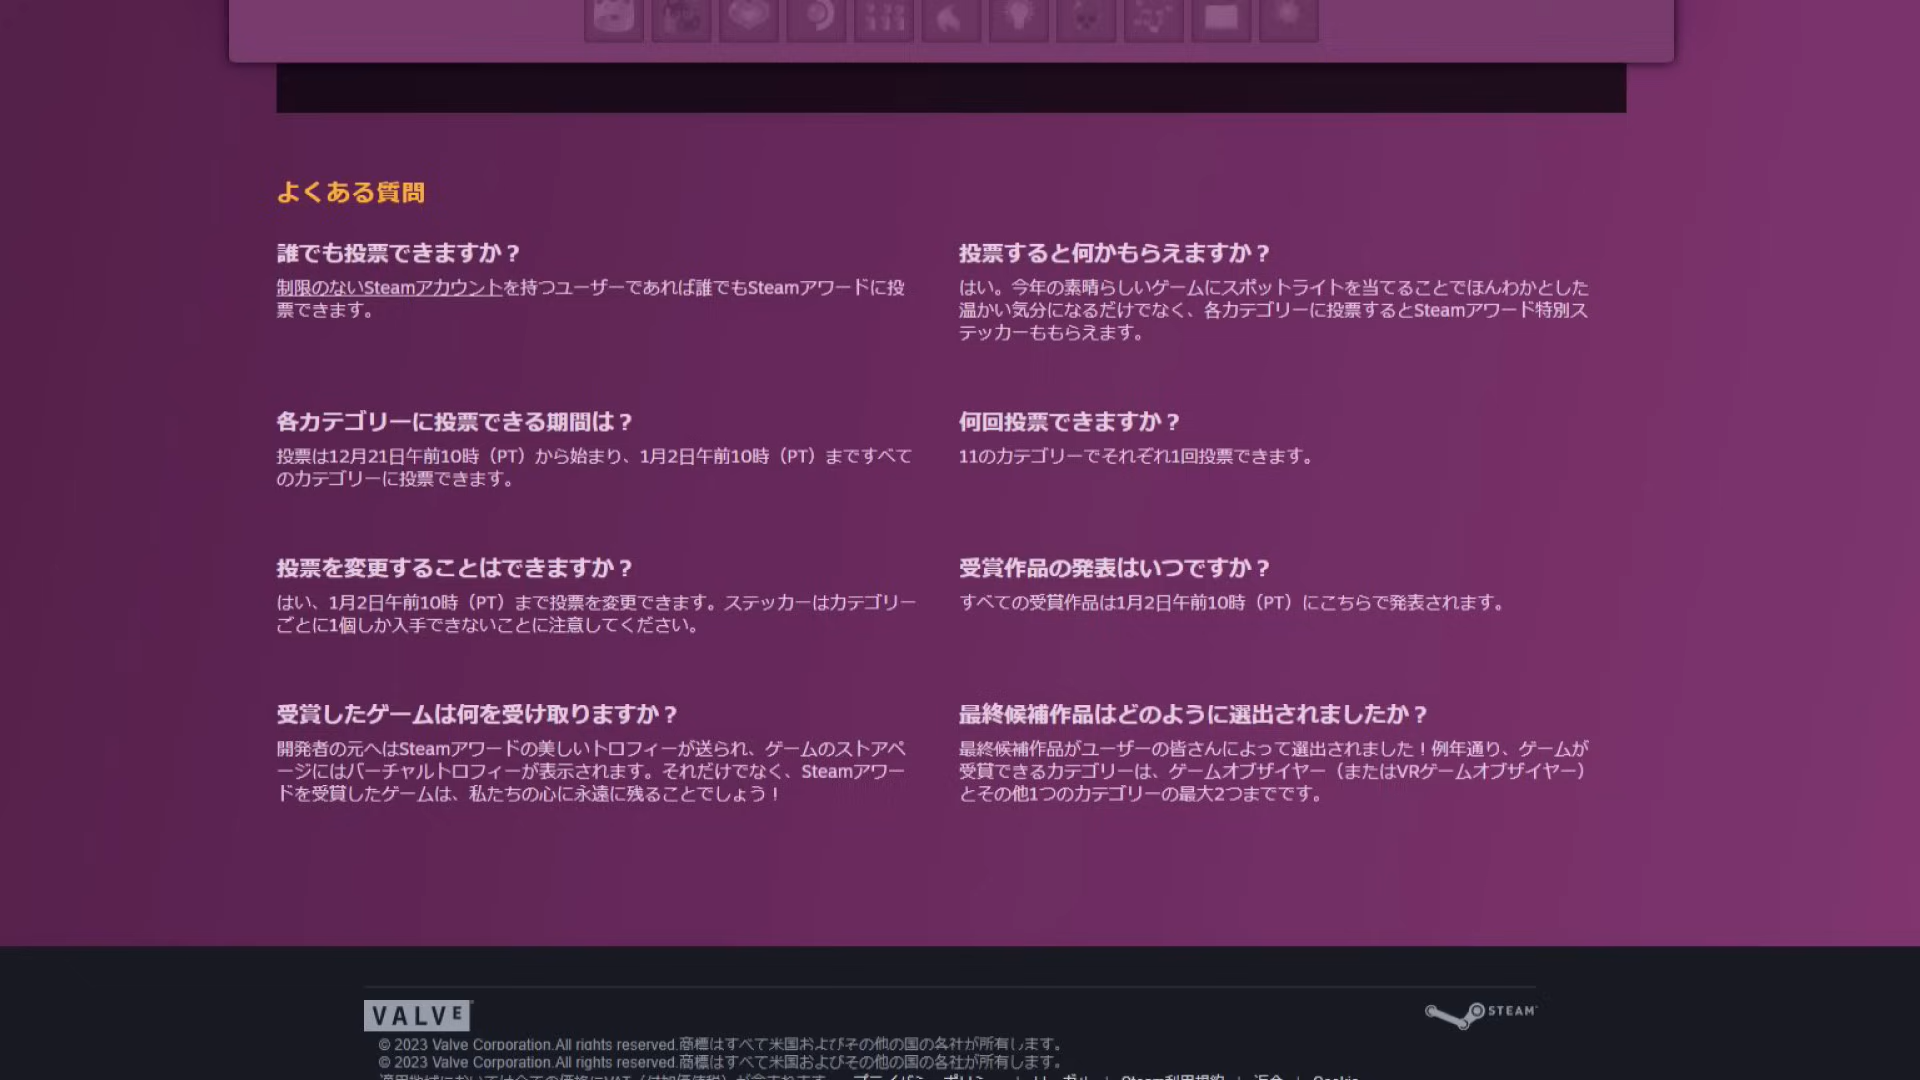 よくある質問
誰でも投票できますか？
制限のないSteamアカウントを持つユーザーであれば誰でもSteamアワードに投
票できます。
投票すると何かもらえますか？
はい。今年の素晴らしいゲームにスポットライトを当てることでほんわかとした
温かい気分になるだけでなく、各カテゴリーに投票するとSteamアワード特別ス
テッカーももらえます。
各カテゴリーに投票できる期間は？
投票は12月21日午前10時（PT）から始まり、1月2日午前10時（PT）まですべて
のカテゴリーに投票できます。
何回投票できますか？
11のカテゴリーでそれぞれ1回投票できます。
投票を変更することはできますか？
はい、1月2日午前10時（PT）まで投票を変更できます。ステッカーはカテゴリー
ごとに1個しか入手できないことに注意してください。
受賞作品の発表はいつですか？
すべての受賞作品は1月2日午前10時（PT）にこちらで発表されます。
受賞したゲームは何を受け取りますか？
開発者の元へはSteamアワードの美しいトロフィーが送られ、ゲームのストアペ
ージにはバーチャルトロフィーが表示されます。それだけでなく、Steamアワー
ドを受賞したゲームは、私たちの心に永遠に残ることでしょう！
最終候補作品はどのように選出されましたか？
最終候補作品がユーザーの皆さんによって選出されました！例年通り、ゲームが
受賞できるカテゴリーは、ゲームオブザイヤー（またはVRゲームオブザイヤー）
とその他1つのカテゴリーの最大2つまでです。
VALVE
STEAM
© 2023 Valve Corporation.All rights reserved.商標はすべて米国およびその他の国の各社が所有します。
© 2023 Valve Corporation.All rights reserved.商標はすべて米国およびその他の国の各社が所有します。